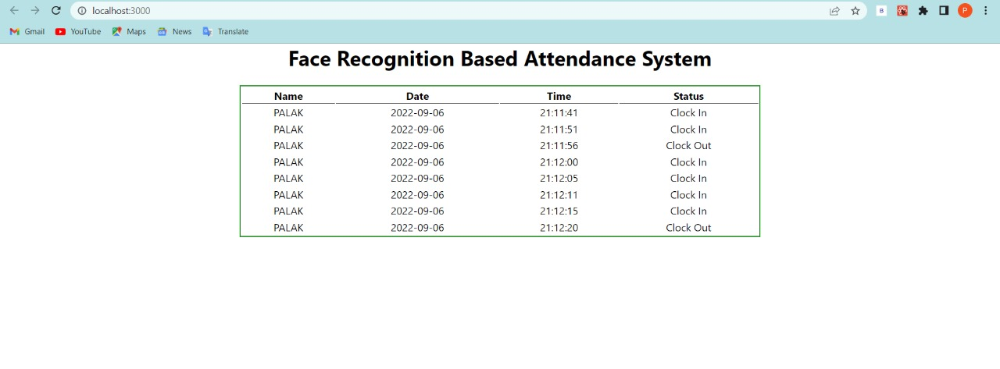 localhost:3000
B
P
Gmail YouTube Maps News Translate
Face Recognition Based Attendance System
Name Date Time Status
PALAK 2022-09-06 21:11:41 Clock In
PALAK 2022-09-06 21:11:51 Clock In
PALAK 2022-09-06 21:11:56 Clock Out
PALAK 2022-09-06 21:12:00 Clock In
PALAK 2022-09-06 21:12:05 Clock In
PALAK 2022-09-06 21:12:11 Clock In
PALAK 2022-09-06 21:12:15 Clock In
PALAK 2022-09-06 21:12:20 Clock Out